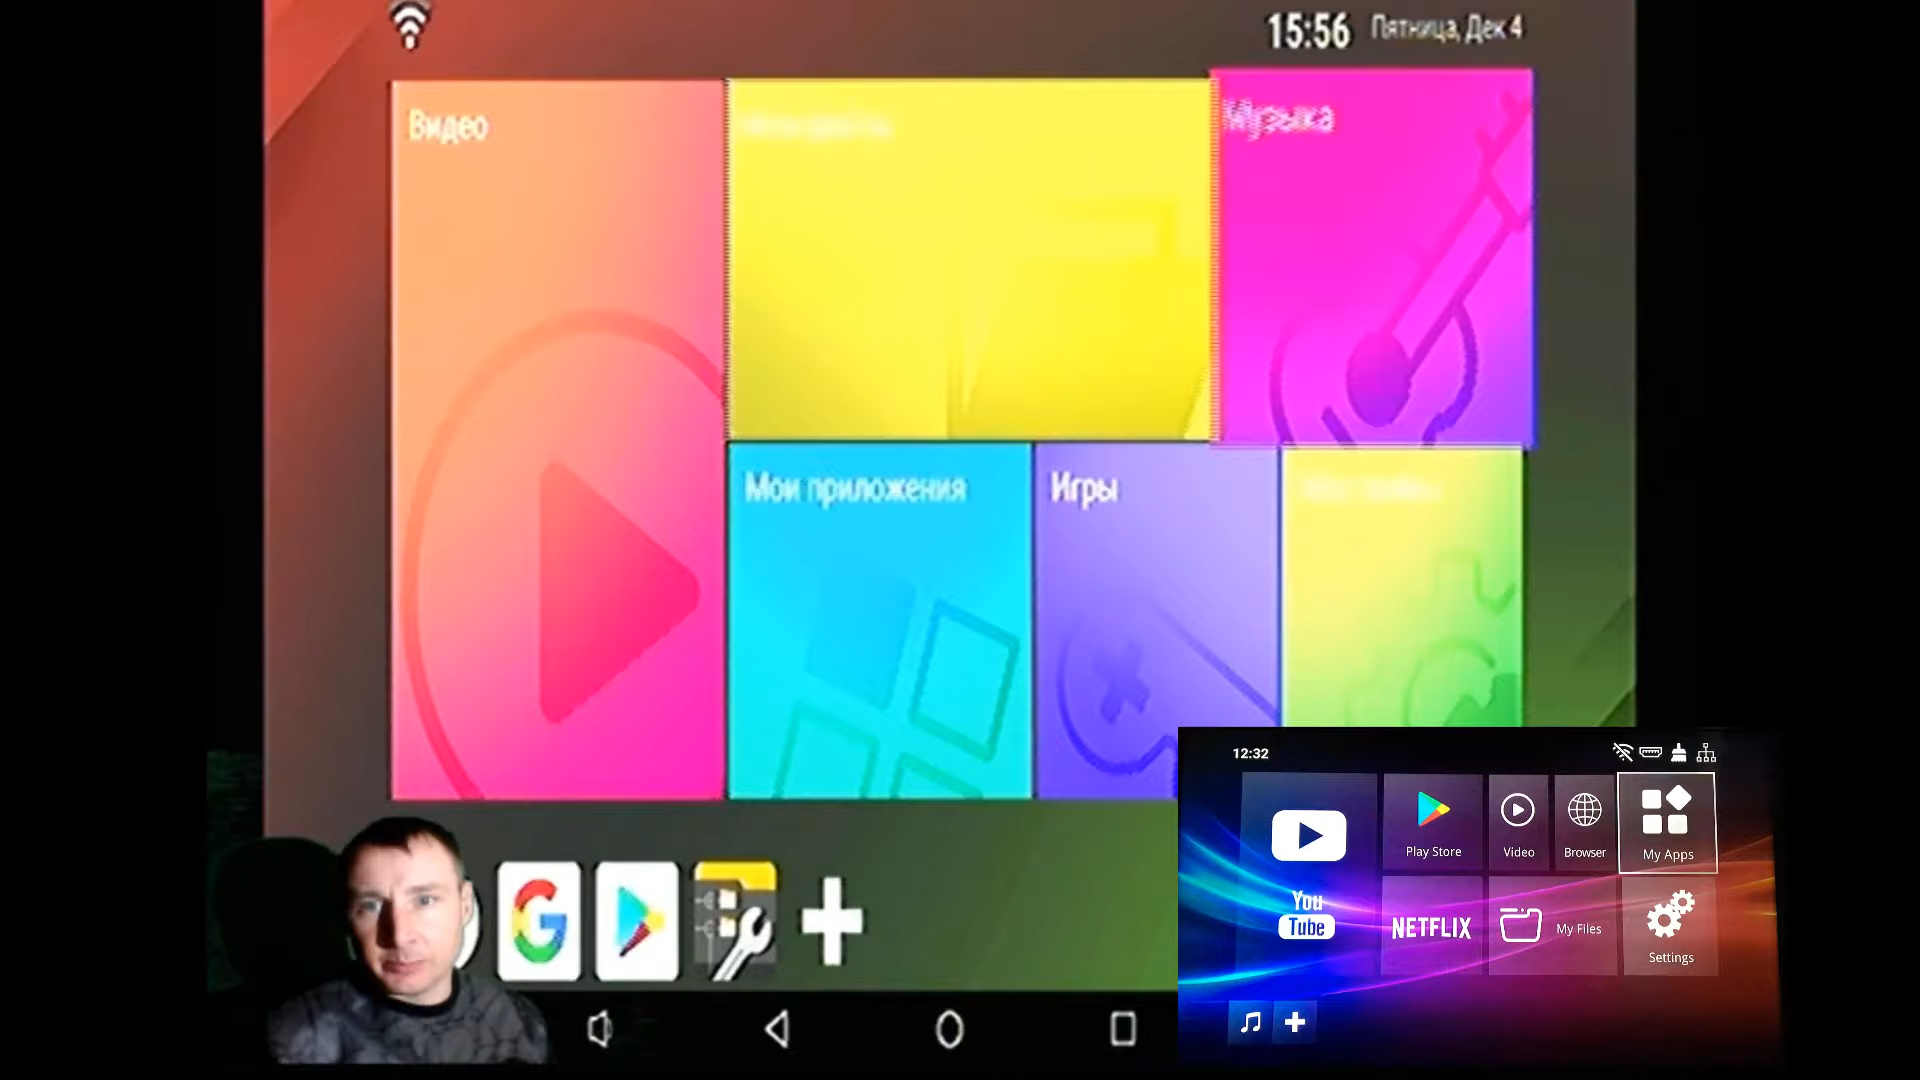 15:56 Пятница, Дек 4
Видео
Музыка
Мои приложения
Игры
G
12:32
Play Store
Video
Browser
My Apps
You
Tube
NETFLIX
My Files
Settings